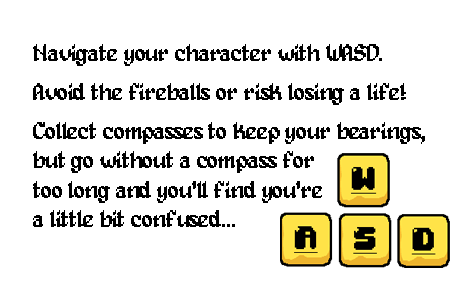 Navigate your character with WASD.
Avoid the fireballs or risk losing a life!
Collect compasses to keep your bearings,
but go without a compass for
too long and you'll find you're
a little bit confused...
W
A S D